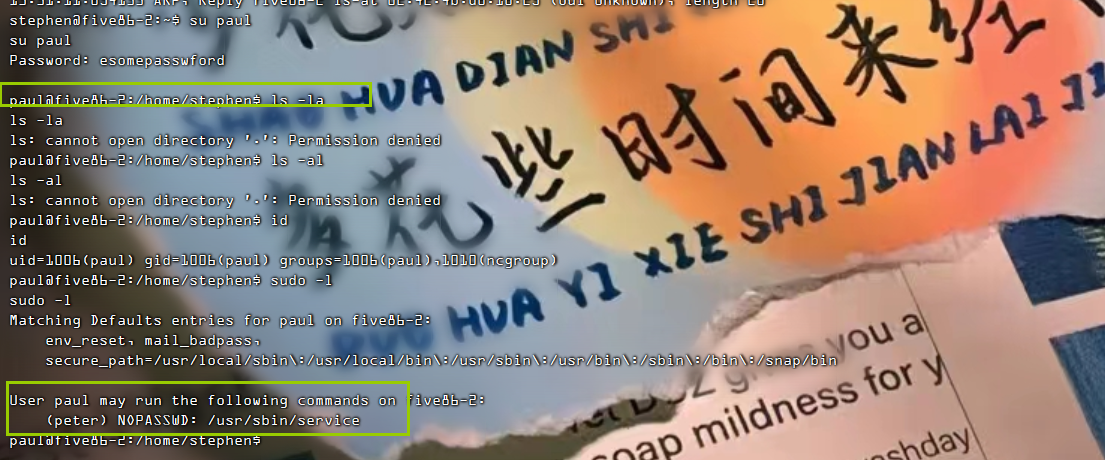 stephen@five86-2:~$ su paul
su paul
Password: esomepasswford
paul@five86-2:/home/stephen$ ls -la
ls -la
ls: cannot open directory '.': Permission denied
paul@five86-2:/home/stephen$ ls -al
ls -al
ls: cannot open directory '.': Permission denied
paul@five86-2:/home/stephen$ id
id
uid=1006(paul) gid=1006(paul) groups=1006(paul),1010(ncgroup)
paul@five86-2:/home/stephen$ sudo -l
sudo -l
Matching Defaults entries for paul on five86-2:
    env_reset, mail_badpass,
    secure_path=/usr/local/sbin\:/usr/local/bin\:/usr/sbin\:/usr/bin\:/sbin\:/bin\:/snap/bin
User paul may run the following commands on five86-2:
    (peter) NOPASSWD: /usr/sbin/service
paul@five86-2:/home/stephen$
花
SHAO HUA DIAN SHI
花些时间来
HUA YI XIE SHI JIAN LAI
you a
mildness for y